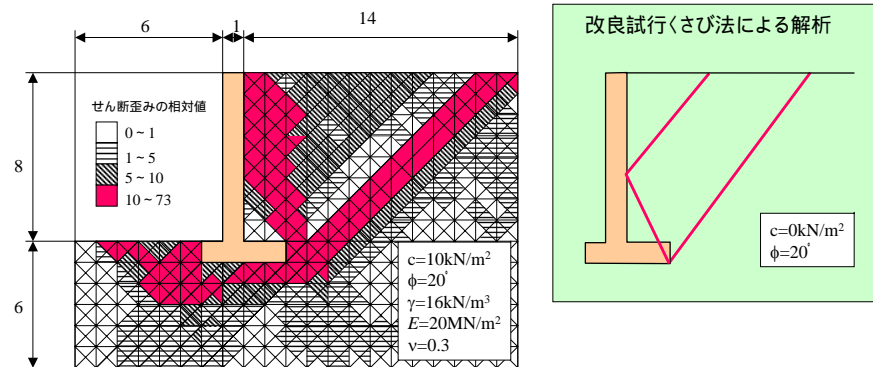 6
1
14
8
6
せん断歪みの相対値
0~1
1~5
5~10
10~73
c=10kN/m²
φ=20°
γ=16kN/m³
E=20MN/m²
ν=0.3
改良試行くさび法による解析
c=0kN/m²
φ=20°